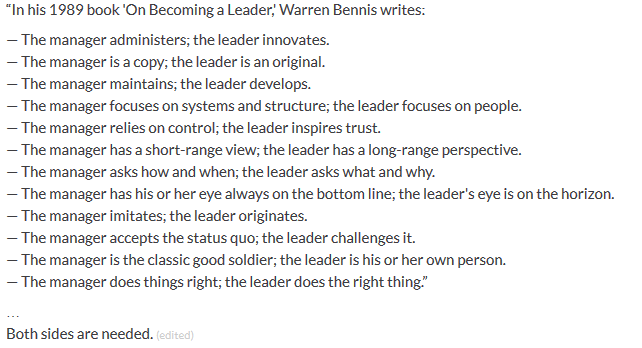 “In his 1989 book 'On Becoming a Leader,' Warren Bennis writes:
— The manager administers; the leader innovates.
— The manager is a copy; the leader is an original.
— The manager maintains; the leader develops.
— The manager focuses on systems and structure; the leader focuses on people.
— The manager relies on control; the leader inspires trust.
— The manager has a short-range view; the leader has a long-range perspective.
— The manager asks how and when; the leader asks what and why.
— The manager has his or her eye always on the bottom line; the leader's eye is on the horizon.
— The manager imitates; the leader originates.
— The manager accepts the status quo; the leader challenges it.
— The manager is the classic good soldier; the leader is his or her own person.
— The manager does things right; the leader does the right thing.”
...
Both sides are needed. (edited)